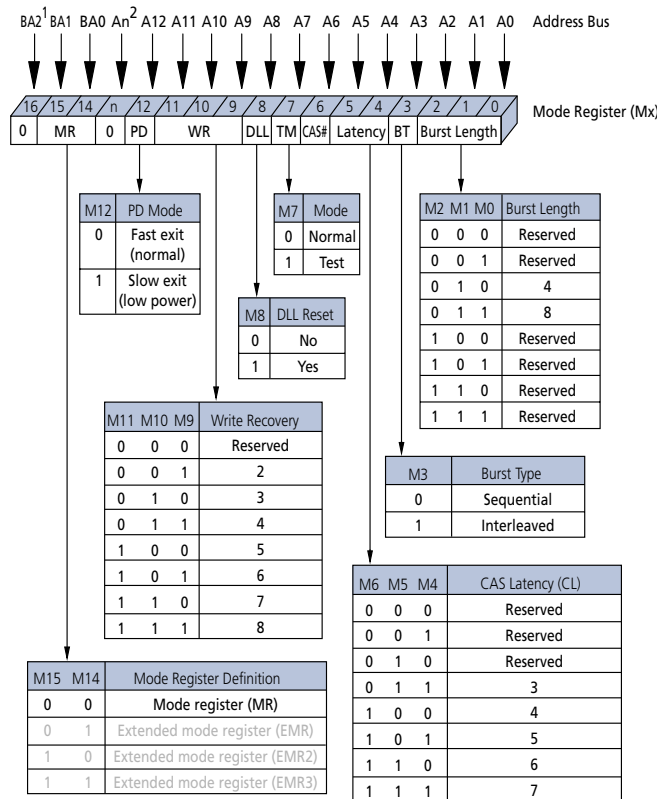 BA2¹ BA1 BA0 An² A12 A11 A10 A9 A8 A7 A6 A5 A4 A3 A2 A1 A0 Address Bus
16 15 14 n 12 11 10 9 8 7 6 5 4 3 2 1 0 Mode Register (Mx)
0 MR 0 PD WR DLL TM CAS# Latency BT Burst Length
M12 PD Mode
0 Fast exit
(normal)
1 Slow exit
(low power)
M7 Mode
0 Normal
1 Test
M2 M1 M0 Burst Length
0 0 0 Reserved
0 0 1 Reserved
0 1 0 4
0 1 1 8
1 0 0 Reserved
1 0 1 Reserved
1 1 0 Reserved
1 1 1 Reserved
M8 DLL Reset
0 No
1 Yes
M11 M10 M9 Write Recovery
0 0 0 Reserved
0 0 1 2
0 1 0 3
0 1 1 4
1 0 0 5
1 0 1 6
1 1 0 7
1 1 1 8
M3 Burst Type
0 Sequential
1 Interleaved
M6 M5 M4 CAS Latency (CL)
0 0 0 Reserved
0 0 1 Reserved
0 1 0 Reserved
0 1 1 3
1 0 0 4
1 0 1 5
1 1 0 6
1 1 1 7
M15 M14 Mode Register Definition
0 0 Mode register (MR)
0 1 Extended mode register (EMR)
1 0 Extended mode register (EMR2)
1 1 Extended mode register (EMR3)